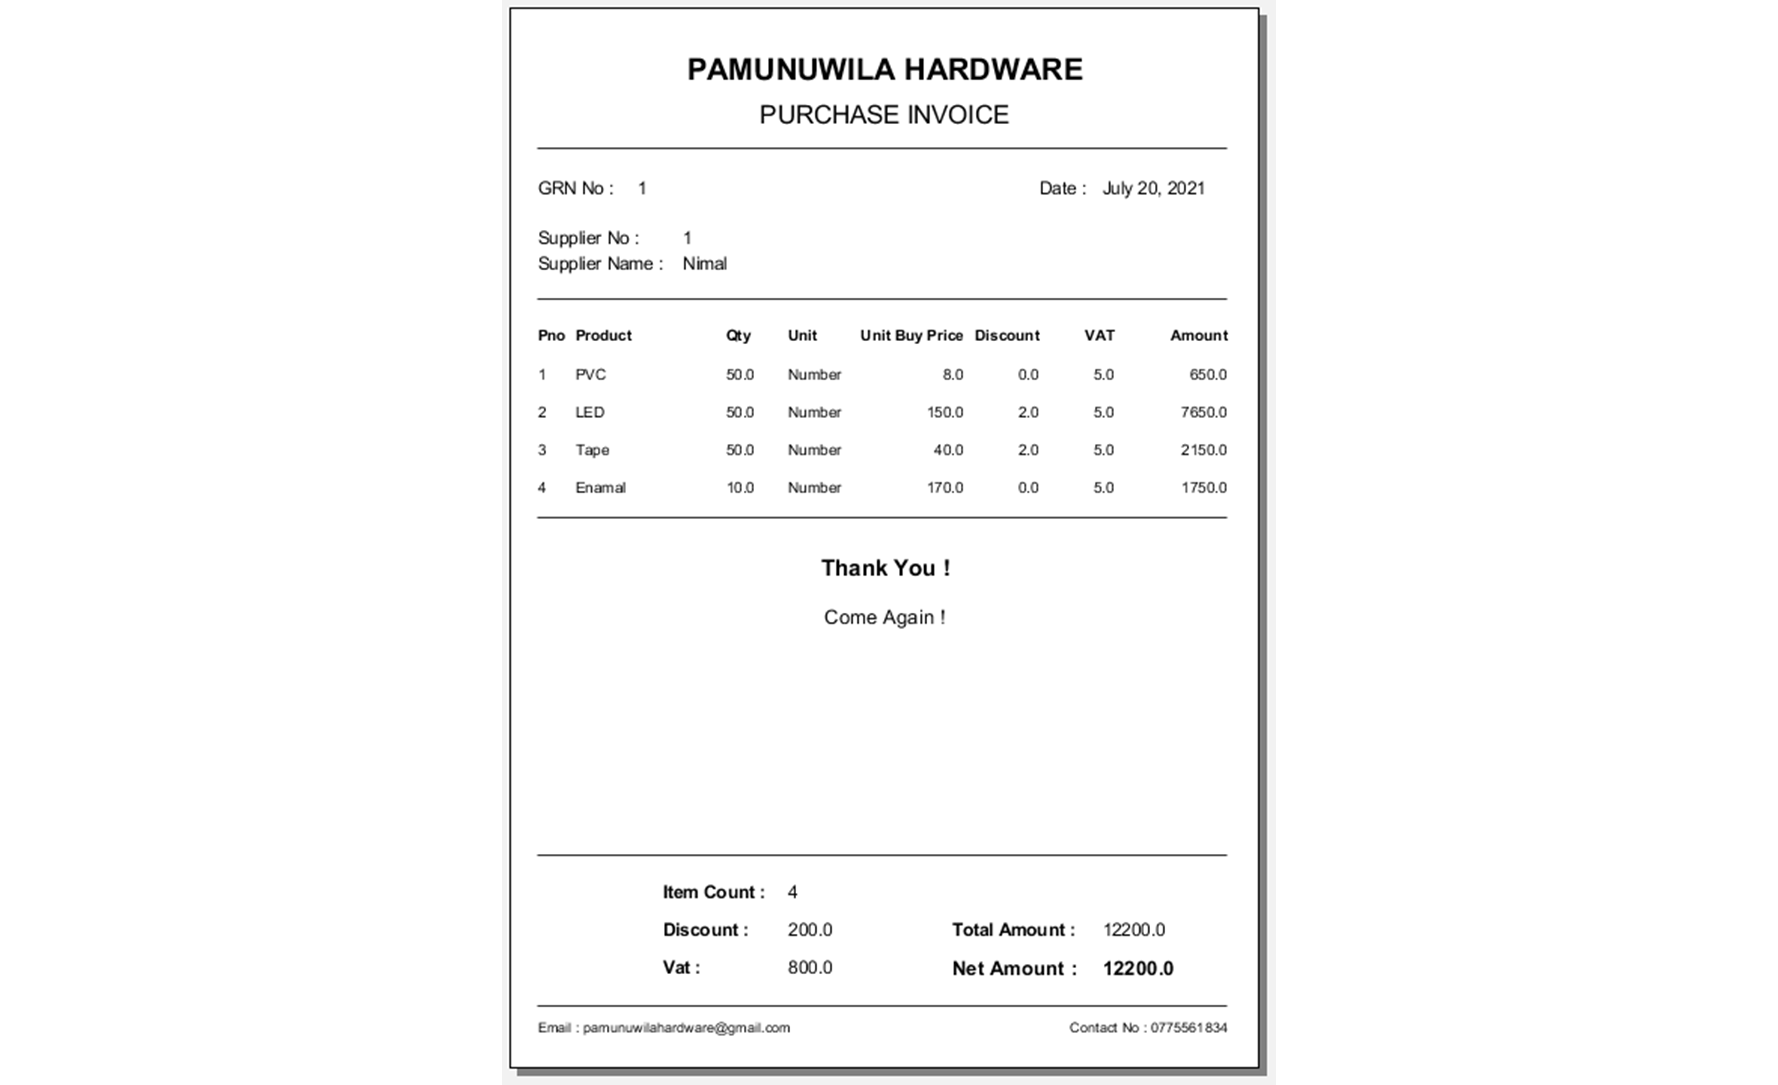 PAMUNUWILA HARDWARE
PURCHASE INVOICE
GRN No : 1 Date : July 20, 2021
Supplier No : 1
Supplier Name : Nimal
Pno Product Qty Unit Unit Buy Price Discount VAT Amount
1 PVC 50.0 Number 8.0 0.0 5.0 650.0
2 LED 50.0 Number 150.0 2.0 5.0 7650.0
3 Tape 50.0 Number 40.0 2.0 5.0 2150.0
4 Enamal 10.0 Number 170.0 0.0 5.0 1750.0
Thank You !
Come Again !
Item Count : 4
Discount : 200.0 Total Amount : 12200.0
Vat : 800.0 Net Amount : 12200.0
Email : pamunuwilahardware@gmail.com Contact No : 0775561834